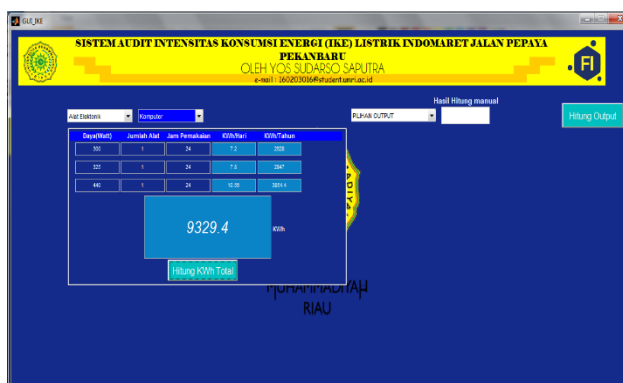 GUI_IKE
SISTEM AUDIT INTENSITAS KONSUMSI ENERGI (IKE) LISTRIK INDOMARET JALAN PEPAYA
PEKANBARU
OLEH YOS SUDARSO SAPUTRA
e-mail : 160203016@student.umri.ac.id
FI
Hasil Hitung manual
Alat Elektonik Komputer PILIHAN OUTPUT Hitung Output
Daya(Watt) Jumlah Alat Jam Pemakaian KWh/Hari KWh/Tahun
300 1 24 7.2 2628
325 1 24 7.8 2847
440 1 24 10.56 3854.4
9329.4 KWh
Hitung KWh Total
MUHAMMADIYAH
RIAU